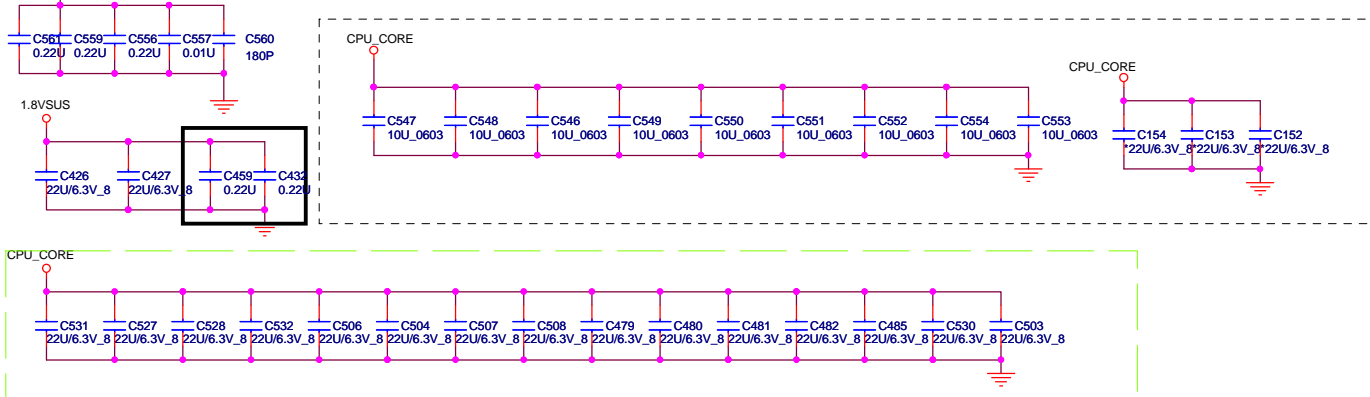 C561 C559 C556 C557 C560
0.22U 0.22U 0.22U 0.01U 180P
CPU_CORE
CPU_CORE
1.8VSUS
C547 C548 C546 C549 C550 C551 C552 C554 C553
10U_0603 10U_0603 10U_0603 10U_0603 10U_0603 10U_0603 10U_0603 10U_0603 10U_0603
C154 C153 C152
*22U/6.3V_8 *22U/6.3V_8 *22U/6.3V_8
C426 C427 C459 C432
22U/6.3V_8 22U/6.3V_8 0.22U 0.22U
CPU_CORE
C531 C527 C528 C532 C506 C504 C507 C508 C479 C480 C481 C482 C485 C530 C503
22U/6.3V_8 22U/6.3V_8 22U/6.3V_8 22U/6.3V_8 22U/6.3V_8 22U/6.3V_8 22U/6.3V_8 22U/6.3V_8 22U/6.3V_8 22U/6.3V_8 22U/6.3V_8 22U/6.3V_8 22U/6.3V_8 22U/6.3V_8 22U/6.3V_8